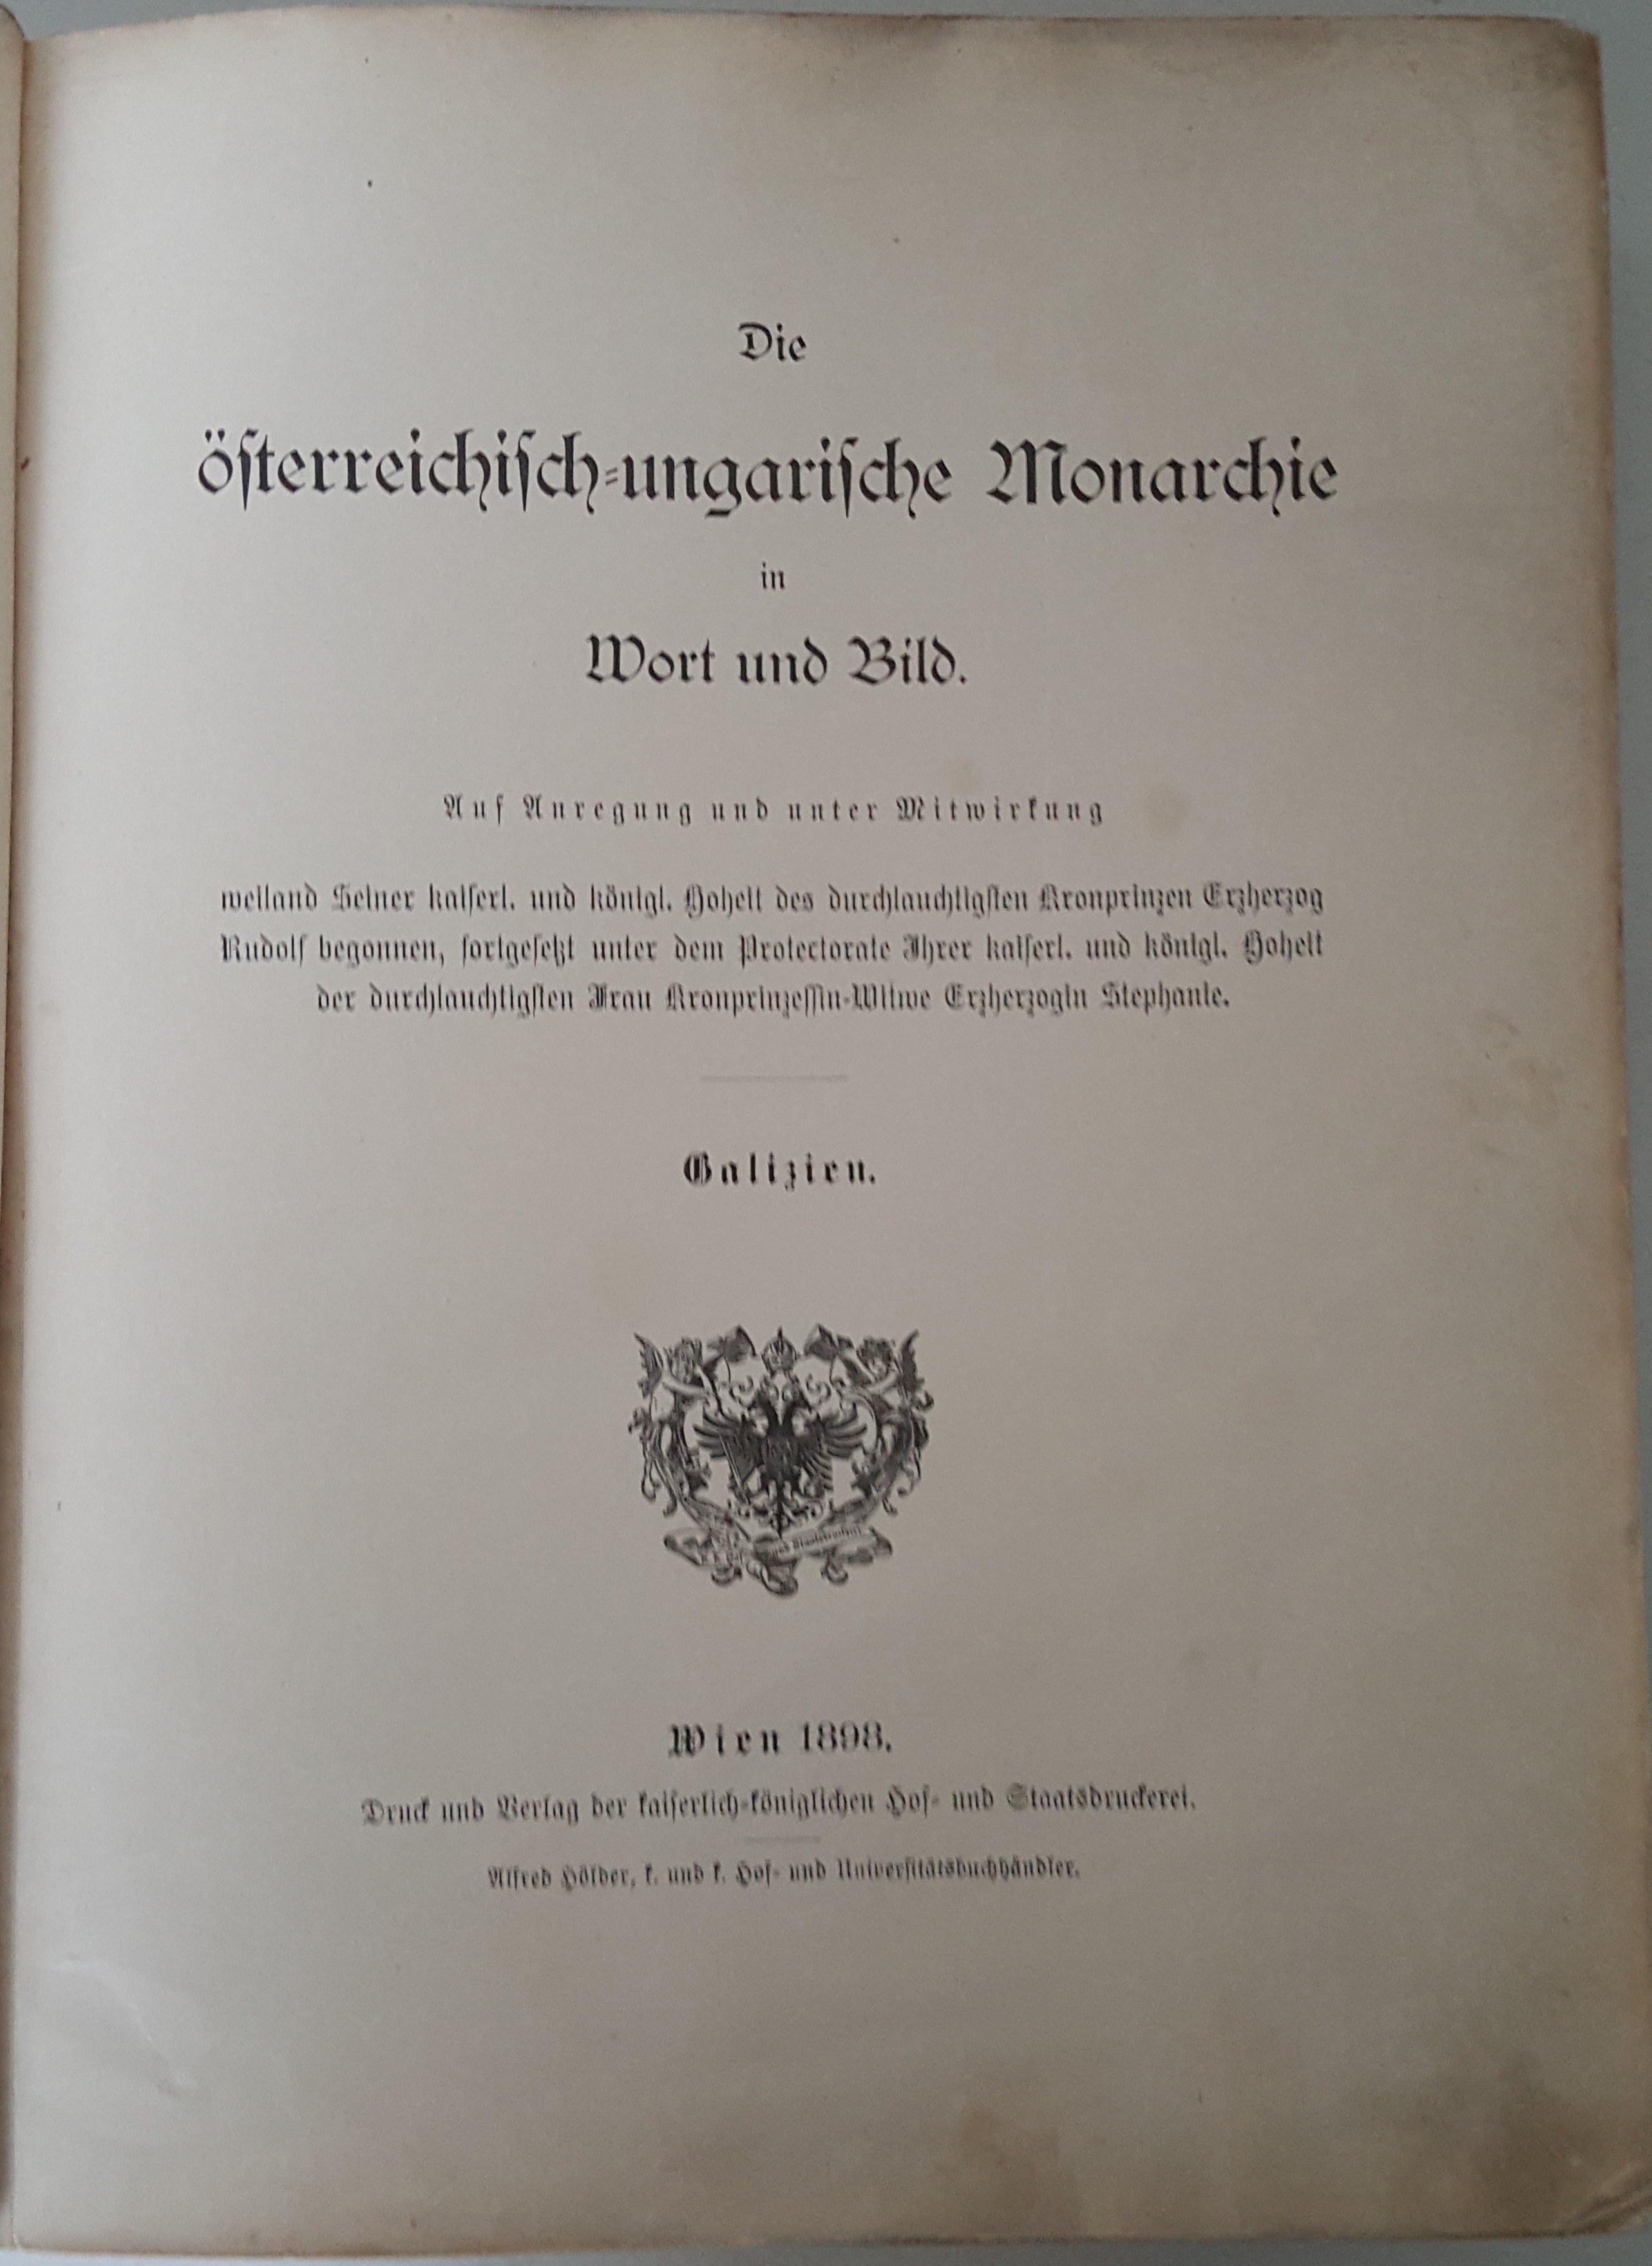 Die
öſterreichiſch-ungariſche Monarchie
in
Wort und Bild.
Auf Anregung und unter Mitwirkung
weiland Seiner kaiſerl. und königl. Hoheit des durchlauchtigſten Kronprinzen Erzherzog
Rudolf begonnen, fortgeſetzt unter dem Protectorate Ihrer kaiſerl. und königl. Hoheit
der durchlauchtigſten Frau Kronprinzeſſin-Witwe Erzherzogin Stephanie.
Galizien.
und Staatsdruckerei
Wien 1898.
Druck und Verlag der kaiſerlich-königlichen Hof- und Staatsdruckerei.
Alfred Hölder, k. und k. Hof- und Univerſitätsbuchhändler.